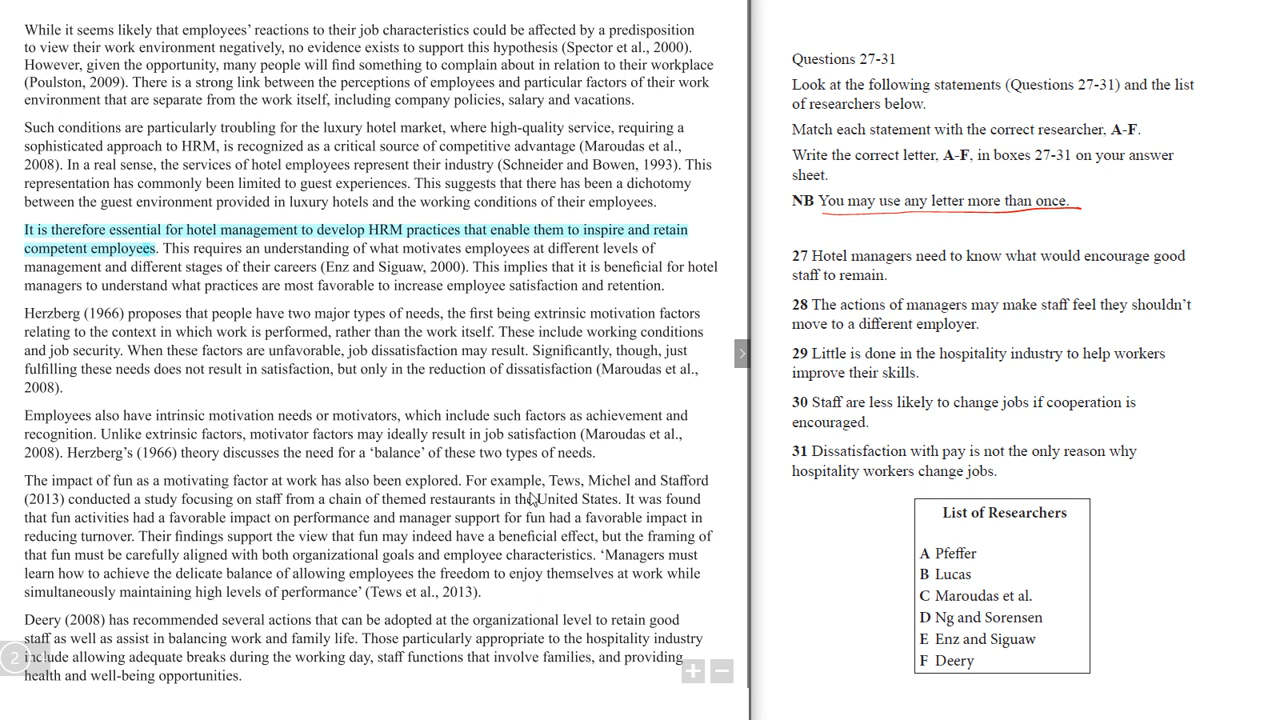 While it seems likely that employees’ reactions to their job characteristics could be affected by a predisposition
to view their work environment negatively, no evidence exists to support this hypothesis (Spector et al., 2000).
However, given the opportunity, many people will find something to complain about in relation to their workplace
(Poulston, 2009). There is a strong link between the perceptions of employees and particular factors of their work
environment that are separate from the work itself, including company policies, salary and vacations.
Such conditions are particularly troubling for the luxury hotel market, where high-quality service, requiring a
sophisticated approach to HRM, is recognized as a critical source of competitive advantage (Maroudas et al.,
2008). In a real sense, the services of hotel employees represent their industry (Schneider and Bowen, 1993). This
representation has commonly been limited to guest experiences. This suggests that there has been a dichotomy
between the guest environment provided in luxury hotels and the working conditions of their employees.
It is therefore essential for hotel management to develop HRM practices that enable them to inspire and retain
competent employees. This requires an understanding of what motivates employees at different levels of
management and different stages of their careers (Enz and Siguaw, 2000). This implies that it is beneficial for hotel
managers to understand what practices are most favorable to increase employee satisfaction and retention.
Herzberg (1966) proposes that people have two major types of needs, the first being extrinsic motivation factors
relating to the context in which work is performed, rather than the work itself. These include working conditions
and job security. When these factors are unfavorable, job dissatisfaction may result. Significantly, though, just
fulfilling these needs does not result in satisfaction, but only in the reduction of dissatisfaction (Maroudas et al.,
2008).
Employees also have intrinsic motivation needs or motivators, which include such factors as achievement and
recognition. Unlike extrinsic factors, motivator factors may ideally result in job satisfaction (Maroudas et al.,
2008). Herzberg’s (1966) theory discusses the need for a ‘balance’ of these two types of needs.
The impact of fun as a motivating factor at work has also been explored. For example, Tews, Michel and Stafford
(2013) conducted a study focusing on staff from a chain of themed restaurants in the United States. It was found
that fun activities had a favorable impact on performance and manager support for fun had a favorable impact in
reducing turnover. Their findings support the view that fun may indeed have a beneficial effect, but the framing of
that fun must be carefully aligned with both organizational goals and employee characteristics. ‘Managers must
learn how to achieve the delicate balance of allowing employees the freedom to enjoy themselves at work while
simultaneously maintaining high levels of performance’ (Tews et al., 2013).
Deery (2008) has recommended several actions that can be adopted at the organizational level to retain good
staff as well as assist in balancing work and family life. Those particularly appropriate to the hospitality industry
include allowing adequate breaks during the working day, staff functions that involve families, and providing
health and well-being opportunities.
2
Questions 27-31
Look at the following statements (Questions 27-31) and the list
of researchers below.
Match each statement with the correct researcher, A-F.
Write the correct letter, A-F, in boxes 27-31 on your answer
sheet.
NB You may use any letter more than once.
27 Hotel managers need to know what would encourage good
staff to remain.
28 The actions of managers may make staff feel they shouldn’t
move to a different employer.
29 Little is done in the hospitality industry to help workers
improve their skills.
30 Staff are less likely to change jobs if cooperation is
encouraged.
31 Dissatisfaction with pay is not the only reason why
hospitality workers change jobs.
List of Researchers
A Pfeffer
B Lucas
C Maroudas et al.
D Ng and Sorensen
E Enz and Siguaw
F Deery